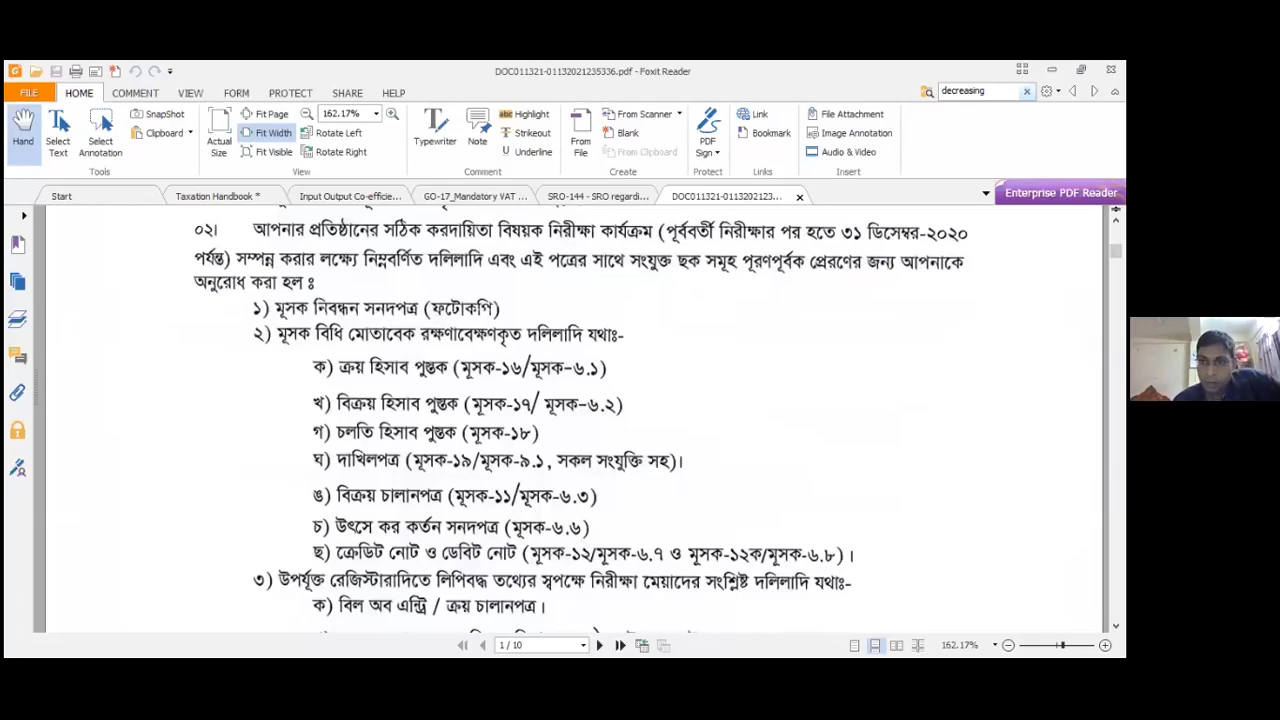 DOC011321-01132021235336.pdf - Foxit Reader
FILE HOME COMMENT VIEW FORM PROTECT SHARE HELP
decreasing
Hand
Select Text
Select Annotation
SnapShot
Clipboard
Tools
Actual Size
Fit Page
Fit Width
Fit Visible
162.17%
Rotate Left
Rotate Right
View
Typewriter
Note
Highlight
Strikeout
Underline
Comment
From File
From Scanner
Blank
From Clipboard
Create
PDF Sign
Protect
Link
Bookmark
Links
File Attachment
Image Annotation
Audio & Video
Insert
Start Taxation Handbook * Input Output Co-efficie... GO-17_Mandatory VAT ... SRO-144 - SRO regardi... DOC011321-0113202123... Enterprise PDF Reader
০২। আপনার প্রতিষ্ঠানের সঠিক করদায়িতা বিষয়ক নিরীক্ষা কার্যক্রম (পূর্ববর্তী নিরীক্ষার পর হতে ৩১ ডিসেম্বর-২০২০
পর্যন্ত) সম্পন্ন করার লক্ষ্যে নিম্নবর্ণিত দলিলাদি এবং এই পত্রের সাথে সংযুক্ত ছক সমূহ পূরণপূর্বক প্রেরণের জন্য আপনাকে
অনুরোধ করা হল ঃ
১) মূসক নিবন্ধন সনদপত্র (ফটোকপি)
২) মূসক বিধি মোতাবেক রক্ষণাবেক্ষণকৃত দলিলাদি যথাঃ-
ক) ক্রয় হিসাব পুস্তক (মূসক-১৬/মূসক-৬.১)
খ) বিক্রয় হিসাব পুস্তক (মূসক-১৭/ মূসক-৬.২)
গ) চলতি হিসাব পুস্তক (মূসক-১৮)
ঘ) দাখিলপত্র (মূসক-১৯/মূসক-৯.১, সকল সংযুক্তি সহ)।
ঙ) বিক্রয় চালানপত্র (মূসক-১১/মূসক-৬.৩)
চ) উৎসে কর কর্তন সনদপত্র (মূসক-৬.৬)
ছ) ক্রেডিট নোট ও ডেবিট নোট (মূসক-১২/মূসক-৬.৭ ও মূসক-১২ক/মূসক-৬.৮)।
৩) উপর্যুক্ত রেজিস্টারাদিতে লিপিবদ্ধ তথ্যের স্বপক্ষে নিরীক্ষা মেয়াদের সংশ্লিষ্ট দলিলাদি যথাঃ-
ক) বিল অব এন্ট্রি / ক্রয় চালানপত্র।
1 / 10
162.17%